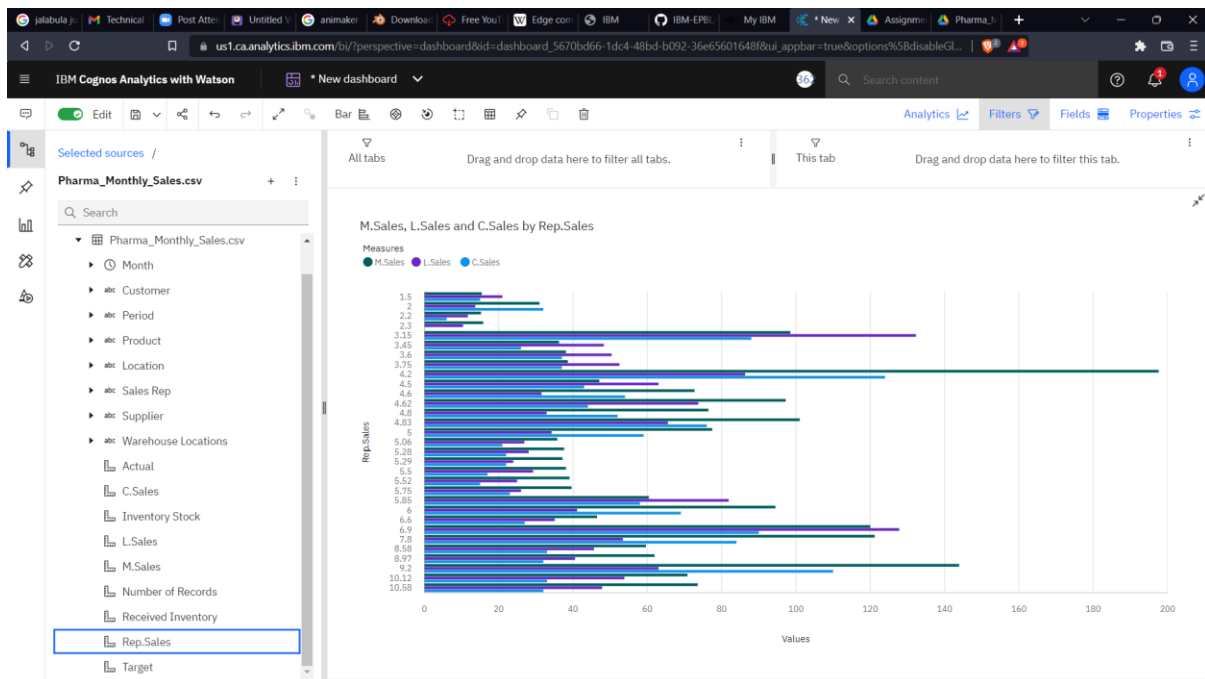 jalabula ju
Technical
Post Atten
Untitled V
animaker
Download
Free YouT
Edge com
IBM
IBM-EPBL
My IBM
* New
Assignme
Pharma_M
us1.ca.analytics.ibm.com/bi/?perspective=dashboard&id=dashboard_5670bd66-1dc4-48bd-b092-36e65601648f&ui_appbar=true&options%5BdisableGl...
IBM Cognos Analytics with Watson
* New dashboard
Search content
1
Edit
Bar
Analytics
Filters
Fields
Properties
Selected sources /
Pharma_Monthly_Sales.csv
Search
Pharma_Monthly_Sales.csv
Month
abc Customer
abc Period
abc Product
abc Location
abc Sales Rep
abc Supplier
abc Warehouse Locations
Actual
C.Sales
Inventory Stock
L.Sales
M.Sales
Number of Records
Received Inventory
Rep.Sales
Target
All tabs
Drag and drop data here to filter all tabs.
This tab
Drag and drop data here to filter this tab.
M.Sales, L.Sales and C.Sales by Rep.Sales
Measures
M.Sales L.Sales C.Sales
Rep.Sales
1.5
2
2.2
2.3
3.15
3.45
3.6
3.75
4.2
4.5
4.6
4.62
4.8
4.83
5
5.06
5.28
5.29
5.5
5.52
5.75
5.85
6
6.6
6.9
7.8
8.58
8.97
9.2
10.12
10.58
0 20 40 60 80 100 120 140 160 180 200
Values